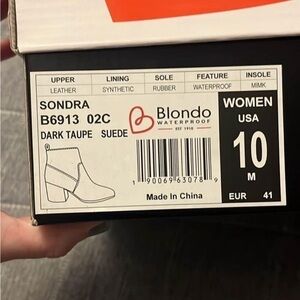 UPPER LINING SOLE FEATURE INSOLE
LEATHER SYNTHETIC RUBBER WATERPROOF MIMK
SONDRA
B6913 02C
DARK TAUPE SUEDE
Blondo
WATERPROOF
EST 1910
1 90069 63078 9
Made In China
WOMEN
USA
10
M
EUR 41